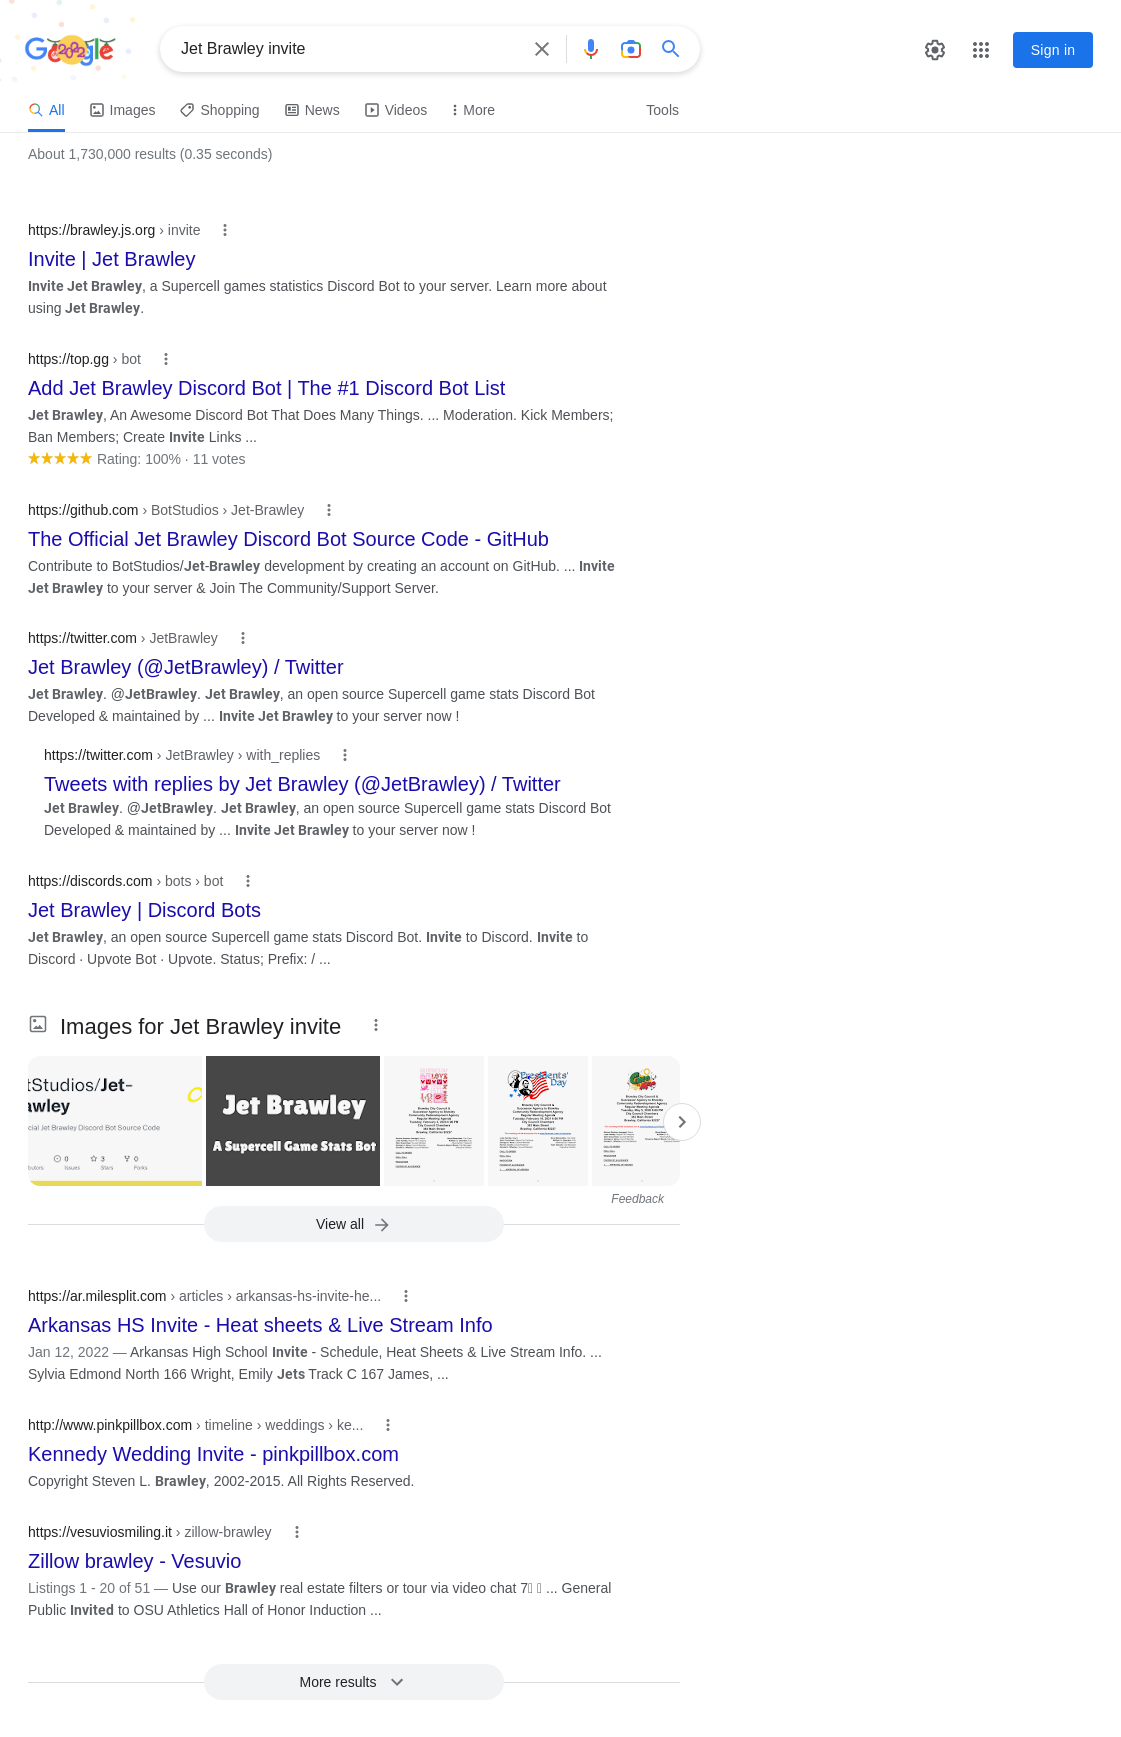 Google
Jet Brawley invite
Sign in
All
Images
Shopping
News
Videos
More
Tools
About 1,730,000 results (0.35 seconds)
https://brawley.js.org › invite
Invite | Jet Brawley
Invite Jet Brawley, a Supercell games statistics Discord Bot to your server. Learn more about
using Jet Brawley.
https://top.gg › bot
Add Jet Brawley Discord Bot | The #1 Discord Bot List
Jet Brawley, An Awesome Discord Bot That Does Many Things. ... Moderation. Kick Members;
Ban Members; Create Invite Links ...
Rating: 100% · 11 votes
https://github.com › BotStudios › Jet-Brawley
The Official Jet Brawley Discord Bot Source Code - GitHub
Contribute to BotStudios/Jet-Brawley development by creating an account on GitHub. ... Invite
Jet Brawley to your server & Join The Community/Support Server.
https://twitter.com › JetBrawley
Jet Brawley (@JetBrawley) / Twitter
Jet Brawley. @JetBrawley. Jet Brawley, an open source Supercell game stats Discord Bot
Developed & maintained by ... Invite Jet Brawley to your server now !
https://twitter.com › JetBrawley › with_replies
Tweets with replies by Jet Brawley (@JetBrawley) / Twitter
Jet Brawley. @JetBrawley. Jet Brawley, an open source Supercell game stats Discord Bot
Developed & maintained by ... Invite Jet Brawley to your server now !
https://discords.com › bots › bot
Jet Brawley | Discord Bots
Jet Brawley, an open source Supercell game stats Discord Bot. Invite to Discord. Invite to
Discord · Upvote Bot · Upvote. Status; Prefix: / ...
Images for Jet Brawley invite
tStudios/Jet-
awley
cial Jet Brawley Discord Bot Source Code
0 3 0
Issues Stars Forks
Jet Brawley
A Supercell Game Stats Bot
Presidents'
Day
Feedback
View all
https://ar.milesplit.com › articles › arkansas-hs-invite-he...
Arkansas HS Invite - Heat sheets & Live Stream Info
Jan 12, 2022 — Arkansas High School Invite - Schedule, Heat Sheets & Live Stream Info. ...
Sylvia Edmond North 166 Wright, Emily Jets Track C 167 James, ...
http://www.pinkpillbox.com › timeline › weddings › ke...
Kennedy Wedding Invite - pinkpillbox.com
Copyright Steven L. Brawley, 2002-2015. All Rights Reserved.
https://vesuviosmiling.it › zillow-brawley
Zillow brawley - Vesuvio
Listings 1 - 20 of 51 — Use our Brawley real estate filters or tour via video chat 7 ... General
Public Invited to OSU Athletics Hall of Honor Induction ...
More results